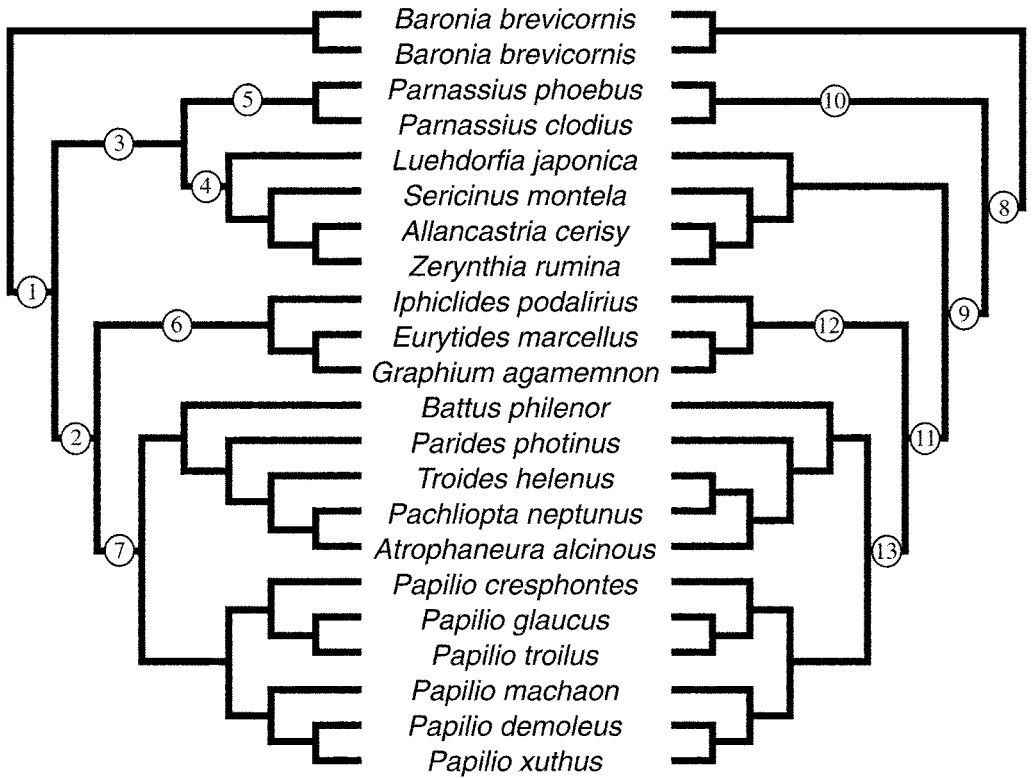 Baronia brevicornis
Baronia brevicornis
Parnassius phoebus
5
10
Parnassius clodius
3
Luehdorfia japonica
4
Sericinus montela
8
Allancastria cerisy
Zerynthia rumina
1
Iphiclides podalirius
9
6
12
Eurytides marcellus
Graphium agamemnon
Battus philenor
2
11
Parides photinus
Troides helenus
Pachliopta neptunus
7
13
Atrophaneura alcinous
Papilio cresphontes
Papilio glaucus
Papilio troilus
Papilio machaon
Papilio demoleus
Papilio xuthus